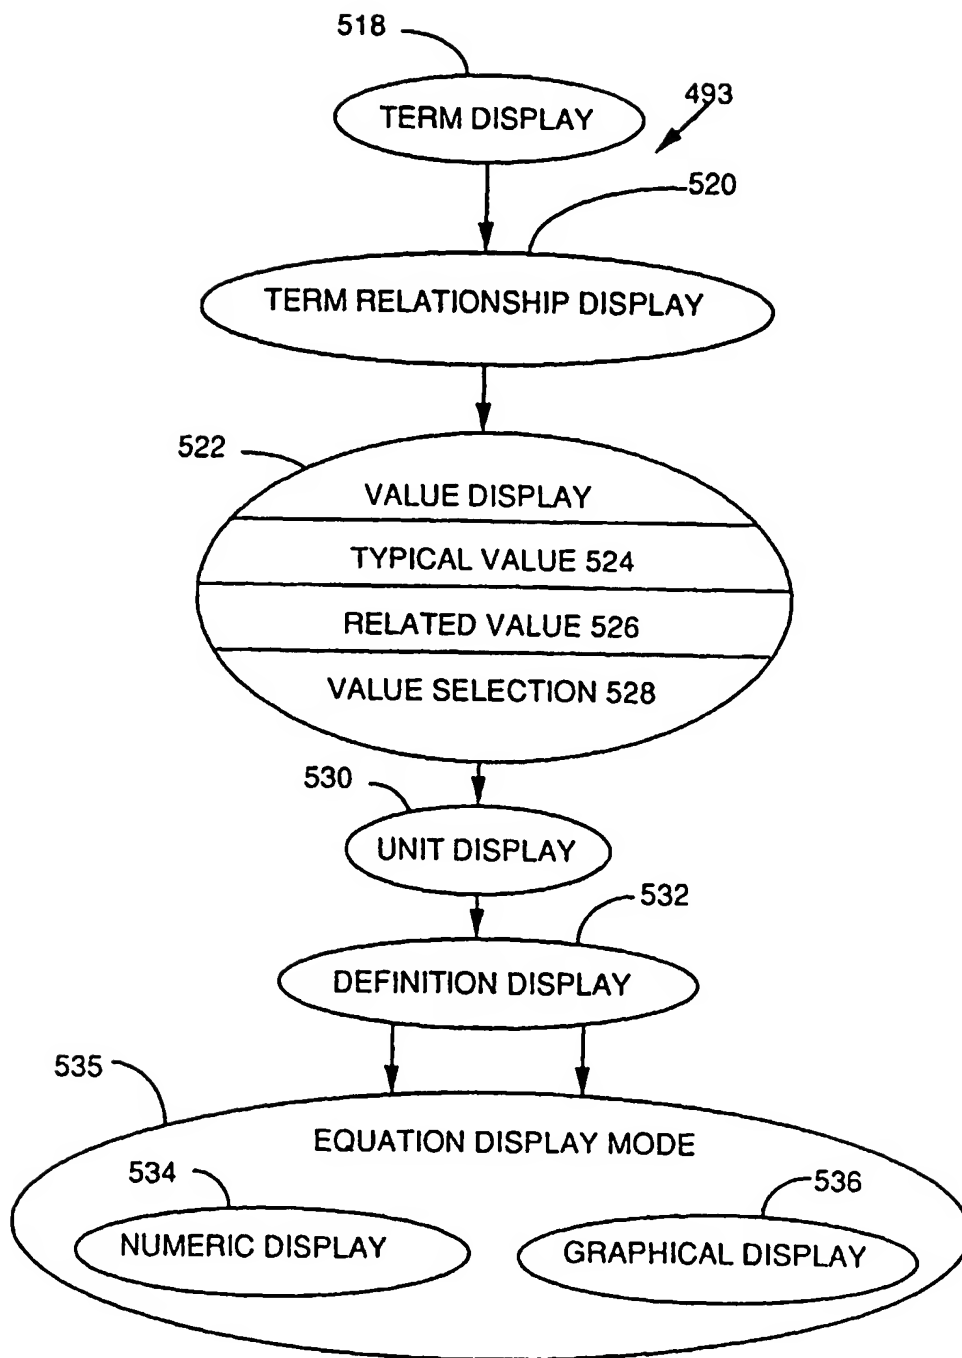 518
TERM DISPLAY
493
520
TERM RELATIONSHIP DISPLAY
522
VALUE DISPLAY
TYPICAL VALUE 524
RELATED VALUE 526
VALUE SELECTION 528
530
UNIT DISPLAY
532
DEFINITION DISPLAY
535
EQUATION DISPLAY MODE
534
536
NUMERIC DISPLAY
GRAPHICAL DISPLAY